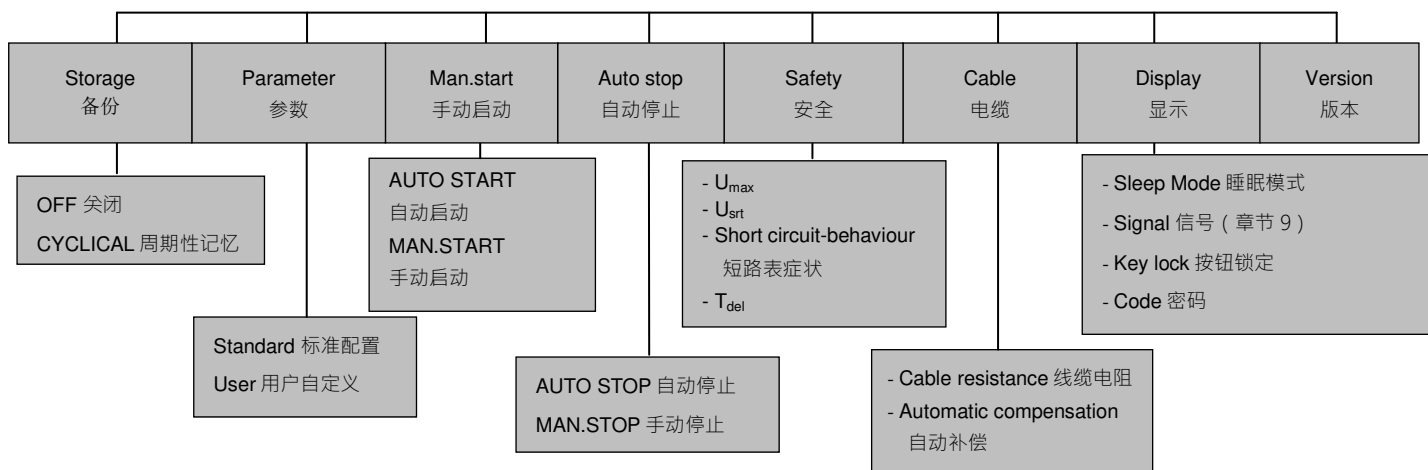 Storage
备份
Parameter
参数
Man.start
手动启动
Auto stop
自动停止
Safety
安全
Cable
电缆
Display
显示
Version
版本
OFF 关闭
CYCLICAL 周期性记忆
Standard 标准配置
User 用户自定义
AUTO START
自动启动
MAN.START
手动启动
AUTO STOP 自动停止
MAN.STOP 手动停止
- Umax
- Usrt
- Short circuit-behaviour
短路表症状
- Tdel
- Cable resistance 线缆电阻
- Automatic compensation
自动补偿
- Sleep Mode 睡眠模式
- Signal 信号（章节 9）
- Key lock 按钮锁定
- Code 密码